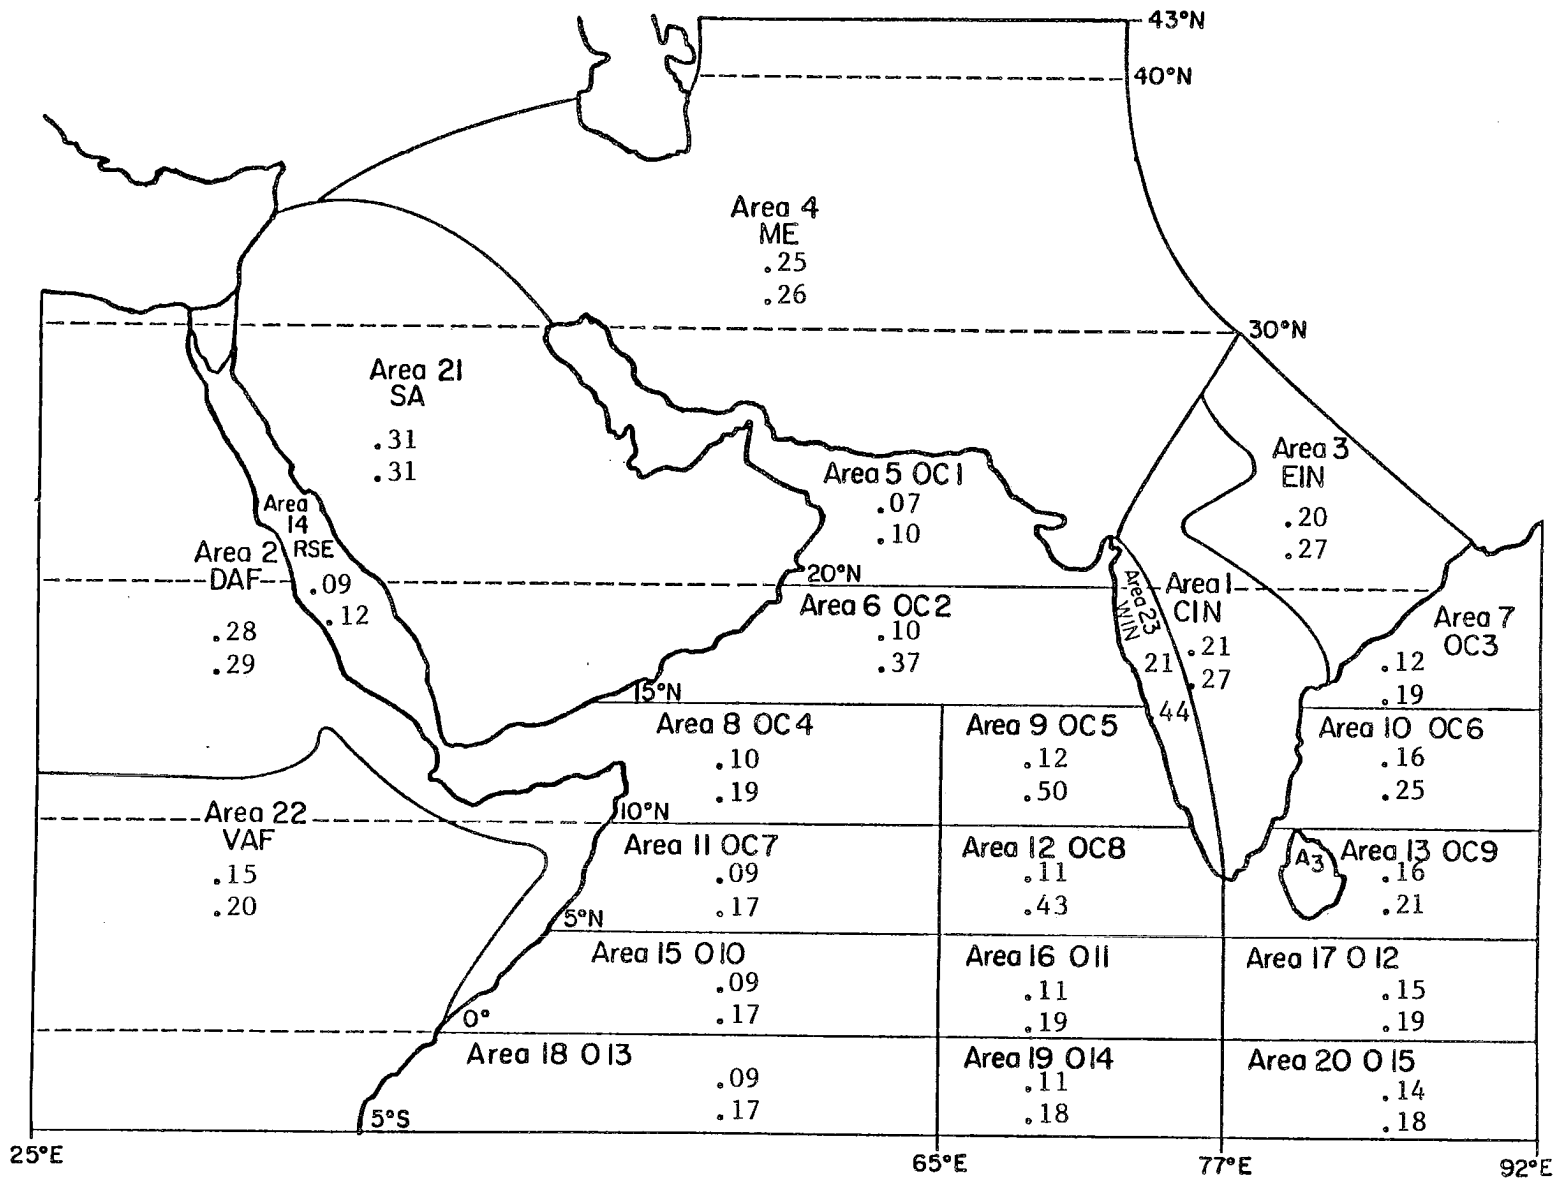 43°N
40°N
Area 4
ME
.25
.26
30°N
Area 21
SA
.31
.31
Area 3
EIN
.20
.27
Area 5 OC1
.07
.10
Area
14
RSE
.09
.12
Area 2
DAF
.28
.29
20°N
Area 6 OC2
.10
.37
Area 23
WIN
21
.44
Area 1
CIN
.21
.27
Area 7
OC3
.12
.19
15°N
Area 8 OC4
.10
.19
Area 9 OC5
.12
.50
Area 10 OC6
.16
.25
Area 22
VAF
.15
.20
10°N
Area 11 OC7
.09
.17
Area 12 OC8
.11
.43
A3
Area 13 OC9
.16
.21
5°N
Area 15 O10
.09
.17
Area 16 O11
.11
.19
Area 17 O12
.15
.19
0°
Area 18 O13
.09
.17
Area 19 O14
.11
.18
Area 20 O15
.14
.18
5°S
25°E
65°E
77°E
92°E